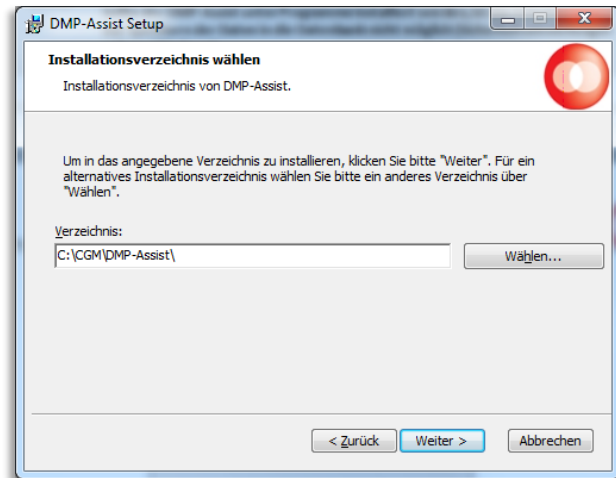 DMP-Assist Setup
Installationsverzeichnis wählen
Installationsverzeichnis von DMP-Assist.
Um in das angegebene Verzeichnis zu installieren, klicken Sie bitte "Weiter". Für ein
alternatives Installationsverzeichnis wählen Sie bitte ein anderes Verzeichnis über
"Wählen".
Verzeichnis:
C:\CGM\DMP-Assist\
Wählen...
< Zurück
Weiter >
Abbrechen